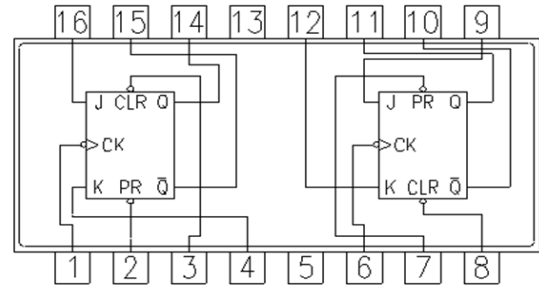 16 15 14 13 12 11 10 9
J CLR Q J PR Q
CK CK
K PR Q̅ K CLR Q̅
1 2 3 4 5 6 7 8